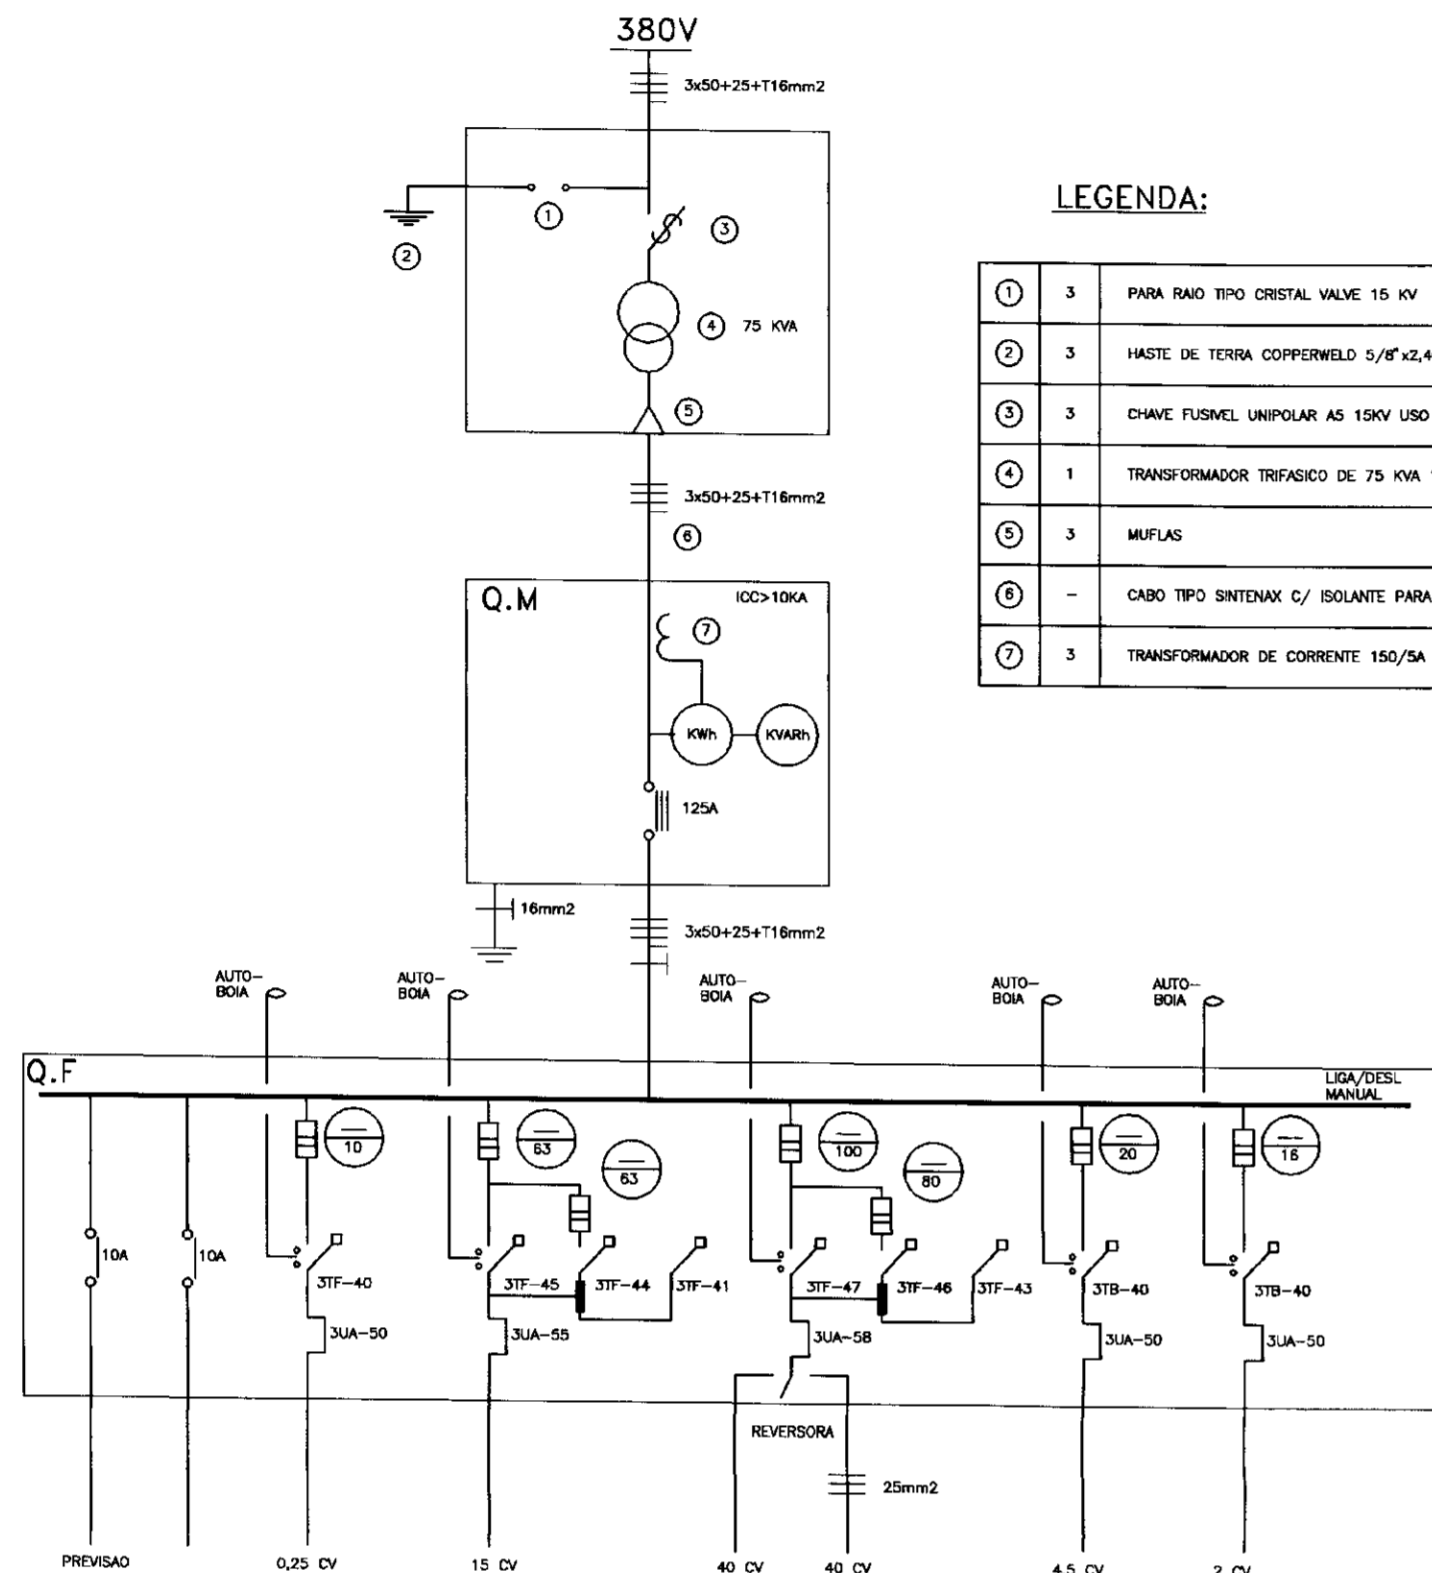 380V
3x50+25+T16mm2
1
2
3
4 75 KVA
5
3x50+25+T16mm2
6
LEGENDA:
1 3 PARA RAIO TIPO CRISTAL VALVE 15 KV
2 3 HASTE DE TERRA COPPERWELD 5/8"x2,4
3 3 CHAVE FUSIVEL UNIPOLAR A5 15KV USO
4 1 TRANSFORMADOR TRIFASICO DE 75 KVA
5 3 MUFLAS
6 - CABO TIPO SINTENAX C/ ISOLANTE PARA
7 3 TRANSFORMADOR DE CORRENTE 150/5A
Q.M ICC>10KA
7
KWh KVARh
125A
16mm2
3x50+25+T16mm2
AUTO-
BOIA
AUTO-
BOIA
AUTO-
BOIA
AUTO-
BOIA
AUTO-
BOIA
Q.F
LIGA/DESL
MANUAL
10 63 63 100 80 20 16
10A 10A
3TF-40 3TF-45 3TF-44 3TF-41 3TF-47 3TF-46 3TF-43 3TB-40 3TB-40
3UA-50 3UA-55 3UA-58 3UA-50 3UA-50
REVERSORA
25mm2
PREVISAO 0,25 CV 15 CV 40 CV 40 CV 4,5 CV 2 CV